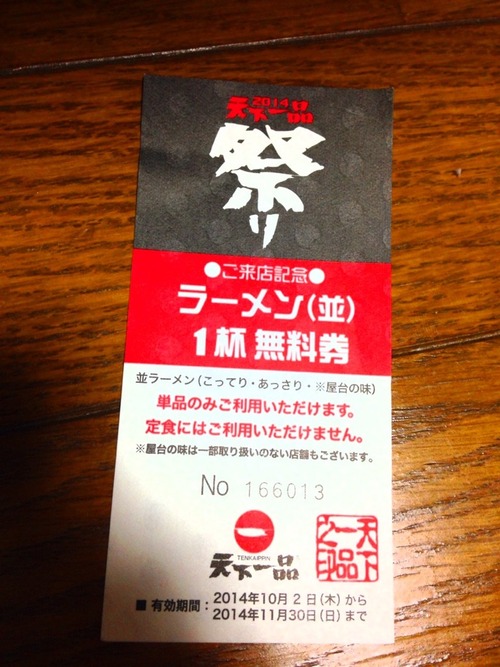 2014
天下一品
祭り
●ご来店記念●
ラーメン(並)
1杯 無料券
並ラーメン(こってり・あっさり・※屋台の味)
単品のみご利用いただけます。
定食にはご利用いただけません。
※屋台の味は一部取り扱いのない店舗もございます。
No 166013
TENKAIPPIN
天下一品
天下一品之印
■ 有効期間：2014年10月2日(木)から
2014年11月30日(日)まで